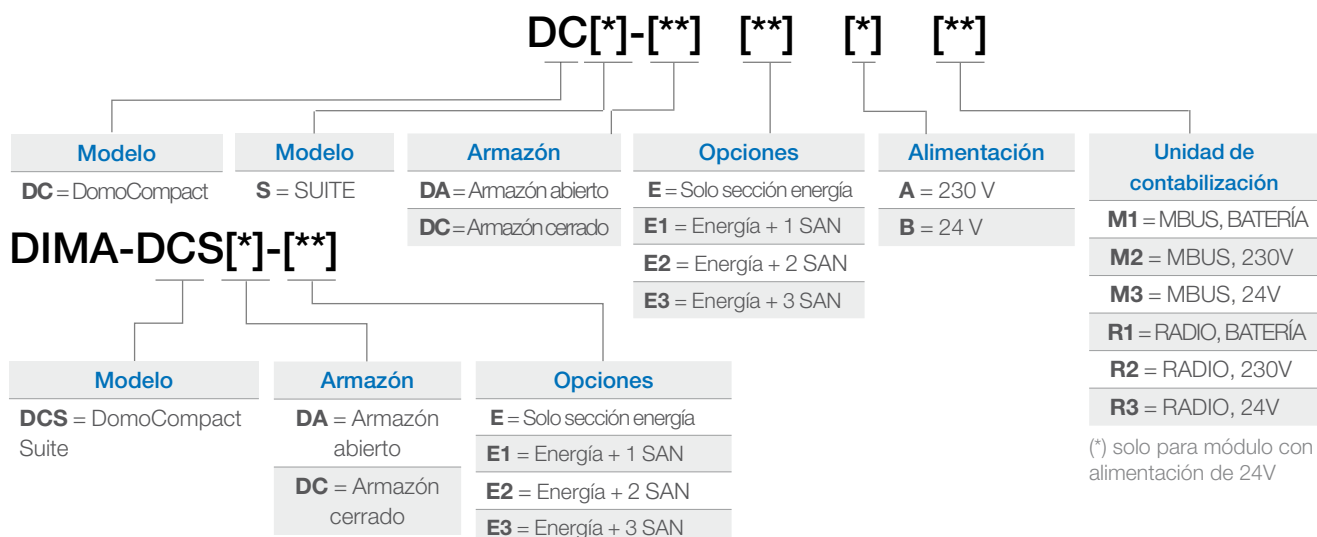 DC[*]-[**] [**] [*] [**]
Modelo
DC = DomoCompact
Modelo
S = SUITE
Armazón
DA = Armazón abierto
DC = Armazón cerrado
Opciones
E = Solo sección energía
E1 = Energía + 1 SAN
E2 = Energía + 2 SAN
E3 = Energía + 3 SAN
Alimentación
A = 230 V
B = 24 V
Unidad de
contabilización
M1 = MBUS, BATERÍA
M2 = MBUS, 230V
M3 = MBUS, 24V
R1 = RADIO, BATERÍA
R2 = RADIO, 230V
R3 = RADIO, 24V
(*) solo para módulo con
alimentación de 24V
DIMA-DCS[*]-[**]
Modelo
DCS = DomoCompact
Suite
Armazón
DA = Armazón
abierto
DC = Armazón
cerrado
Opciones
E = Solo sección energía
E1 = Energía + 1 SAN
E2 = Energía + 2 SAN
E3 = Energía + 3 SAN